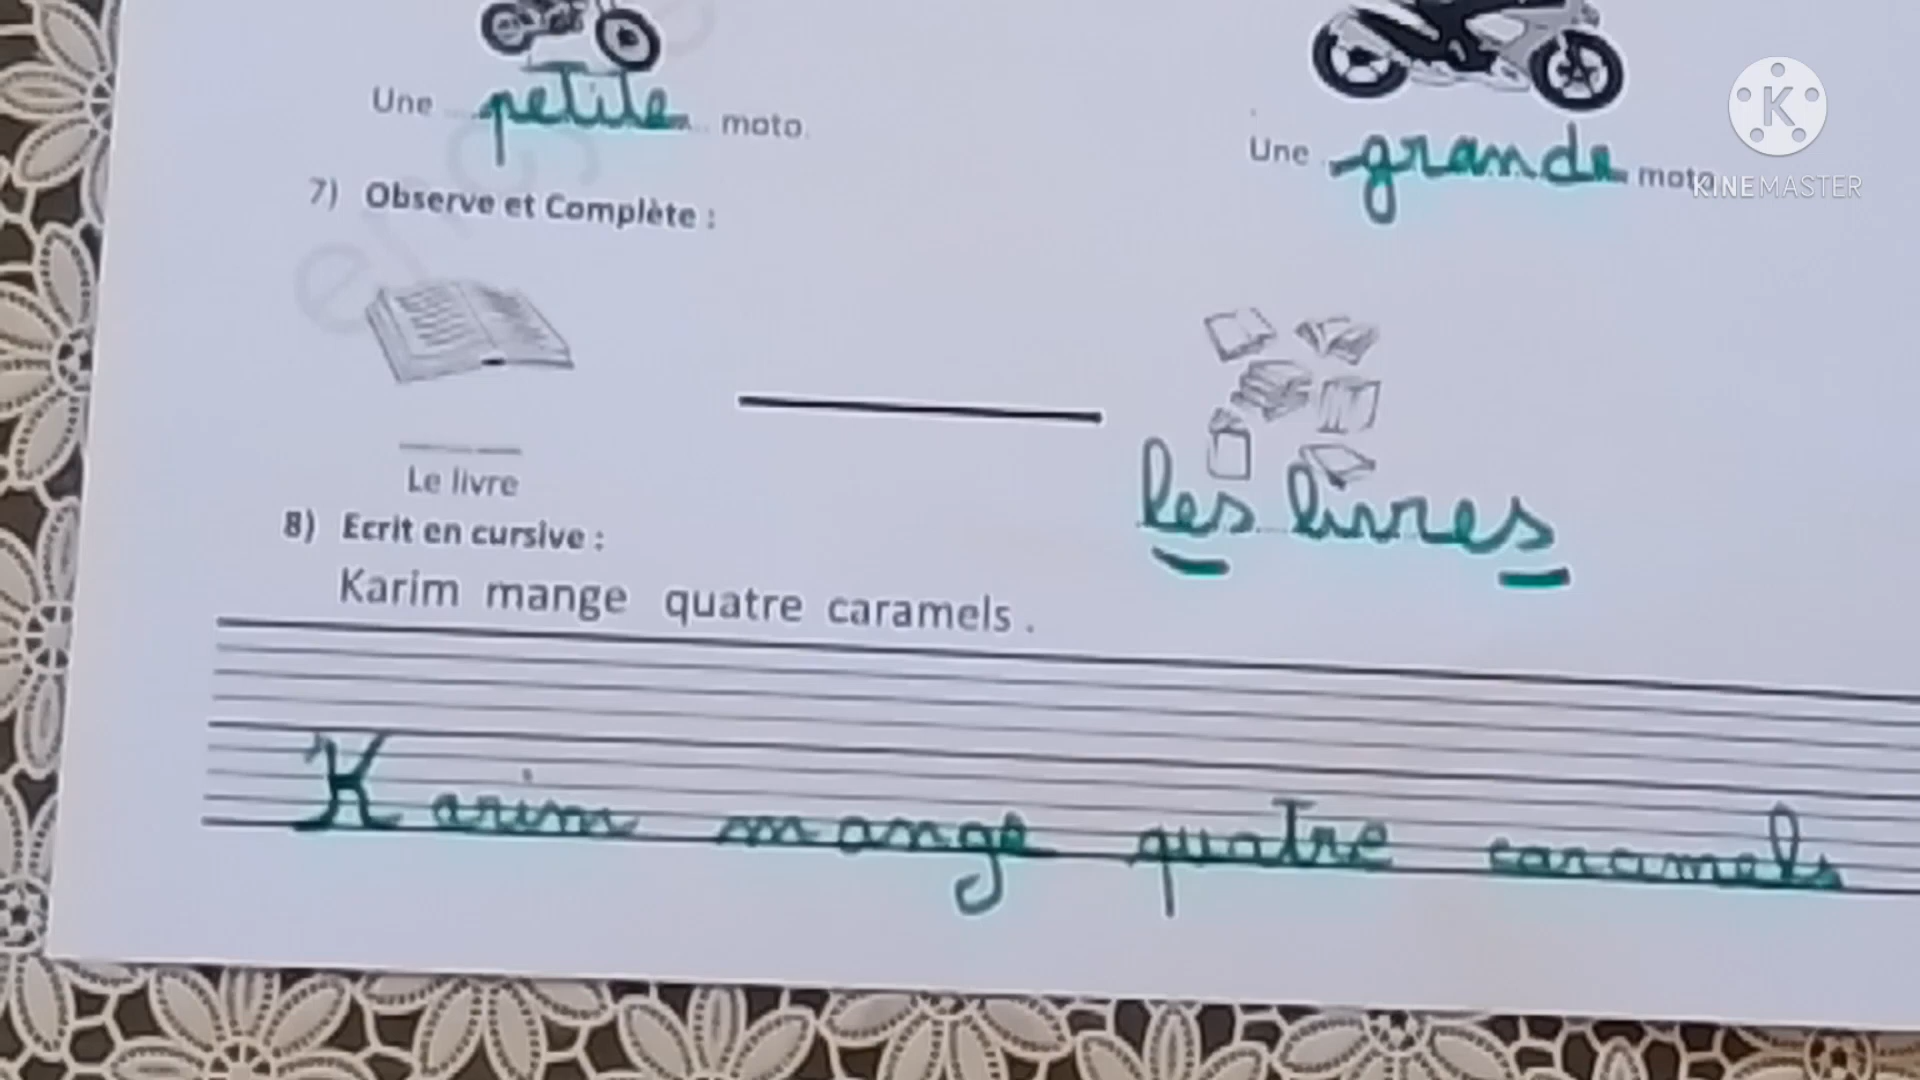 Une petite moto.
Une grande moto
K
KINEMASTER
7) Observe et Complète :
Le livre
les livres
8) Ecrit en cursive :
Karim mange quatre caramels .
Karim mange quatre caramels